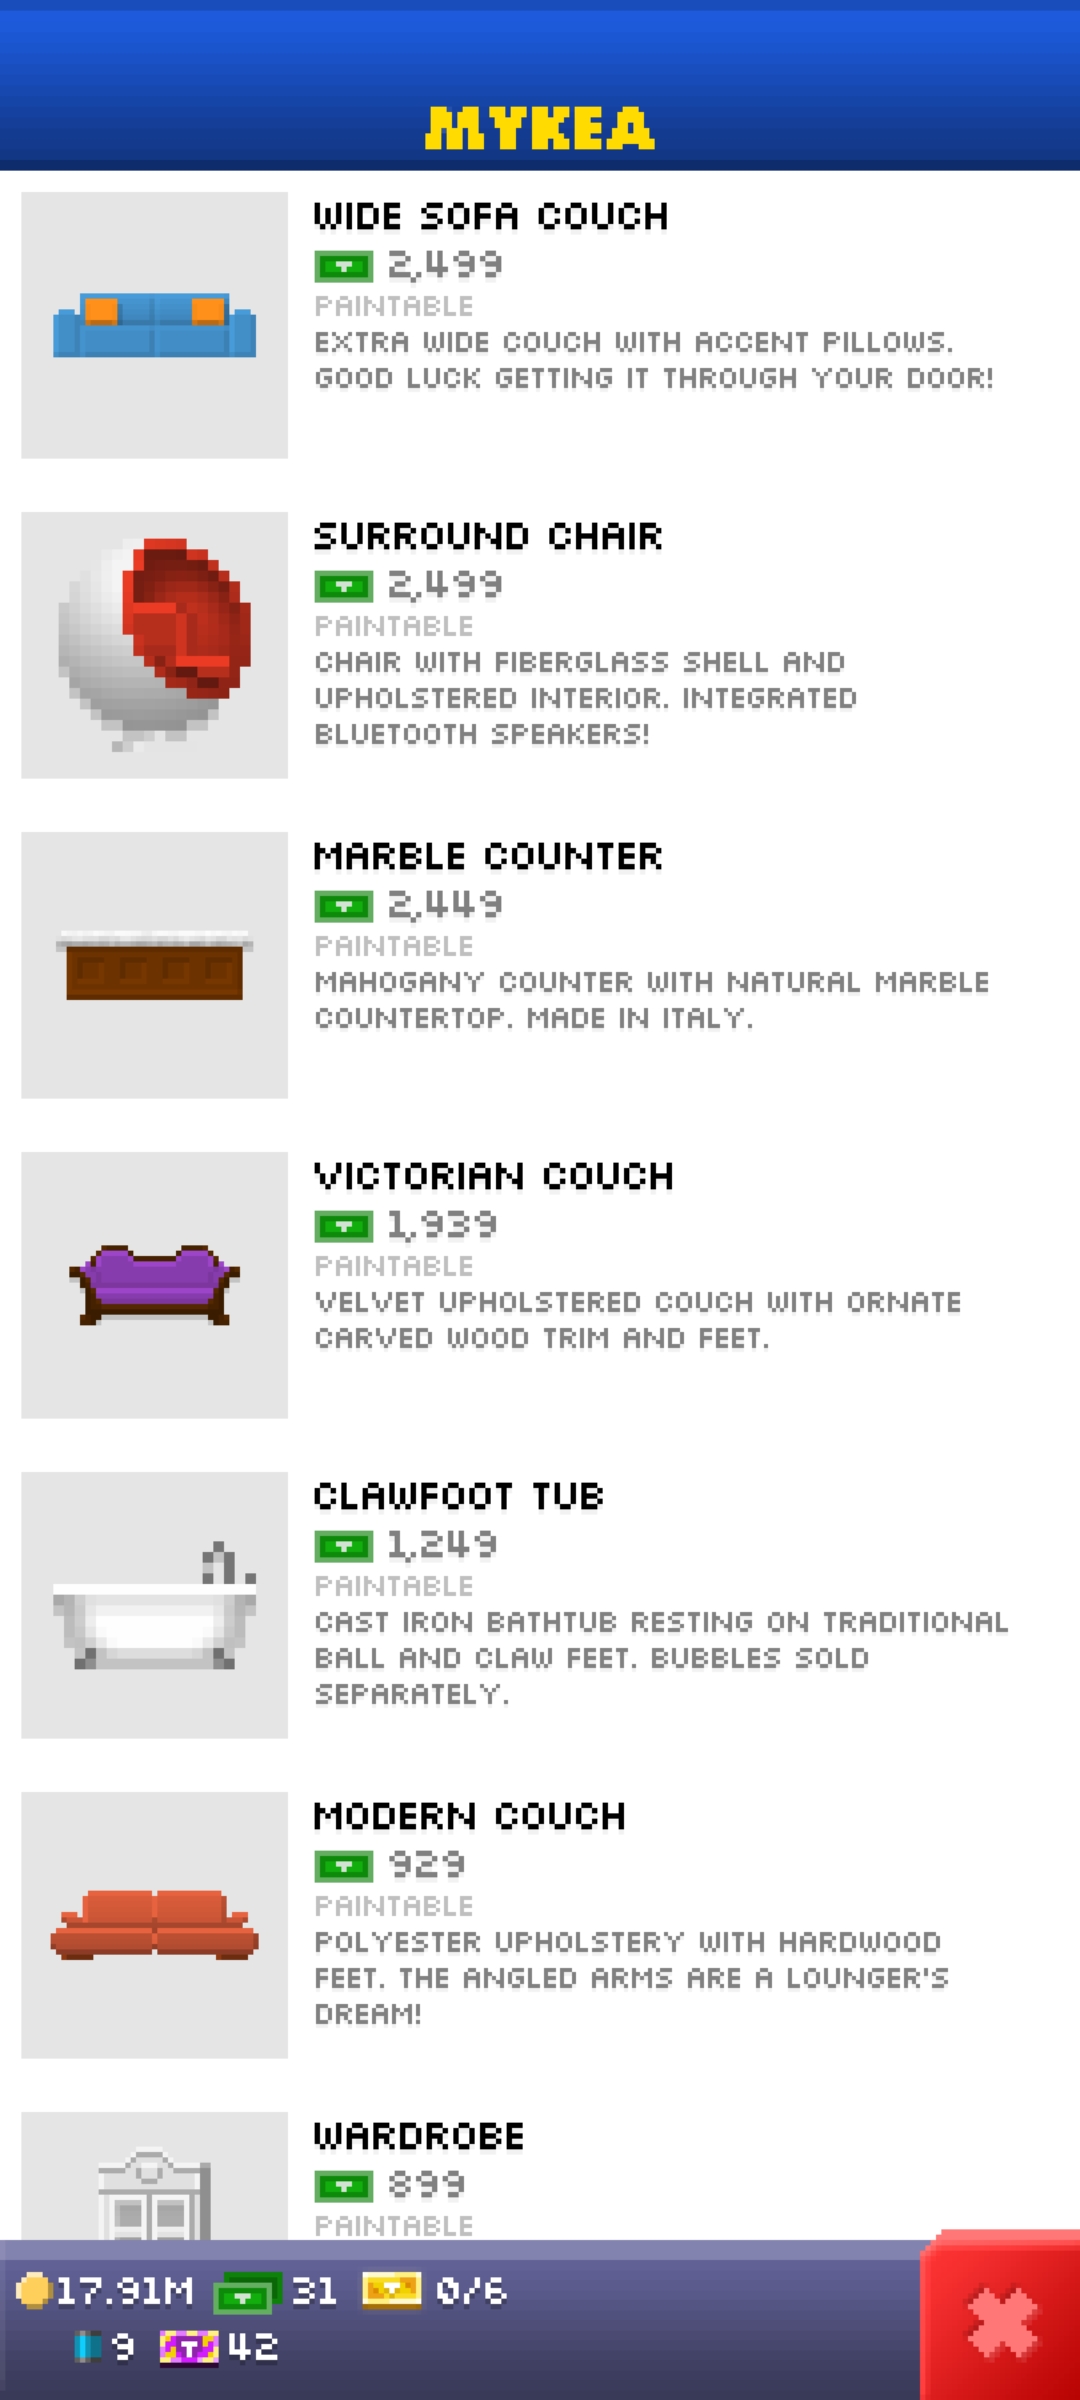 MYKEA
WIDE SOFA COUCH
2,499
PAINTABLE
EXTRA WIDE COUCH WITH ACCENT PILLOWS.
GOOD LUCK GETTING IT THROUGH YOUR DOOR!
SURROUND CHAIR
2,499
PAINTABLE
CHAIR WITH FIBERGLASS SHELL AND
UPHOLSTERED INTERIOR. INTEGRATED
BLUETOOTH SPEAKERS!
MARBLE COUNTER
2,449
PAINTABLE
MAHOGANY COUNTER WITH NATURAL MARBLE
COUNTERTOP. MADE IN ITALY.
VICTORIAN COUCH
1,939
PAINTABLE
VELVET UPHOLSTERED COUCH WITH ORNATE
CARVED WOOD TRIM AND FEET.
CLAWFOOT TUB
1,249
PAINTABLE
CAST IRON BATHTUB RESTING ON TRADITIONAL
BALL AND CLAW FEET. BUBBLES SOLD
SEPARATELY.
MODERN COUCH
929
PAINTABLE
POLYESTER UPHOLSTERY WITH HARDWOOD
FEET. THE ANGLED ARMS ARE A LOUNGER'S
DREAM!
WARDROBE
899
PAINTABLE
17.91M 31 0/6
9 42